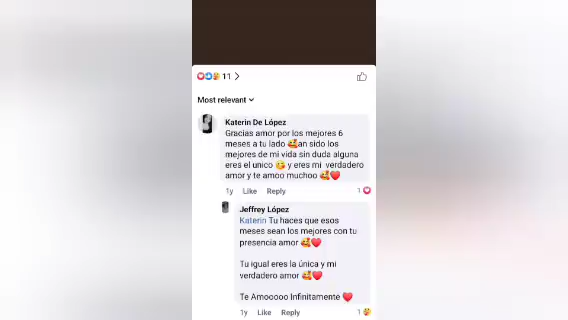 11
Most relevant
Katerin De López
Gracias amor por los mejores 6
meses a tu lado 🥰an sido los
mejores de mi vida sin duda alguna
eres el unico 🥰 y eres mi verdadero
amor y te amoo muchoo 🥰❤️
1y Like Reply 1
Jeffrey López
Katerin Tu haces que esos
meses sean los mejores con tu
presencia amor 🥰❤️
Tu igual eres la única y mi
verdadero amor 🥰❤️
Te Amooooo Infinitamente ❤️
1y Like Reply 1